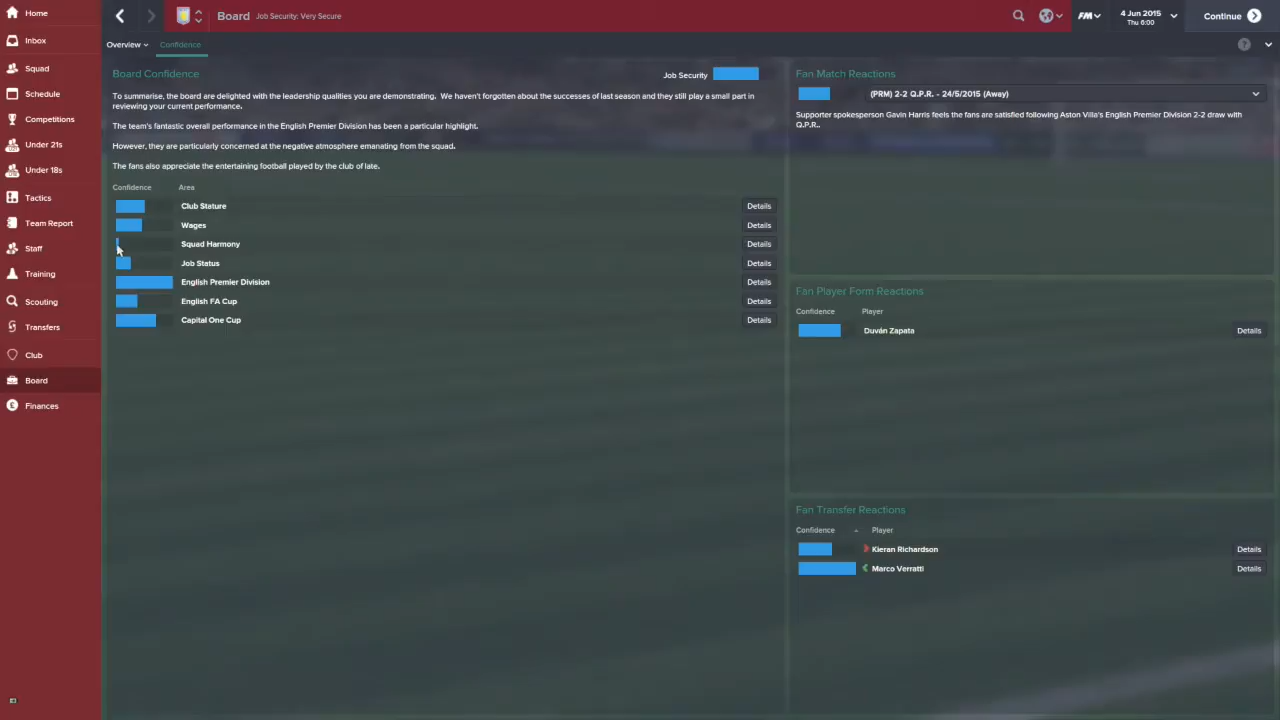 Home
Inbox
Squad
Schedule
Competitions
Under 21s
Under 18s
Tactics
Team Report
Staff
Training
Scouting
Transfers
Club
Board
Finances
Board Job Security: Very Secure
FM
4 Jun 2015
Thu 6:00
Continue
Overview
Confidence
Board Confidence
Job Security
To summarise, the board are delighted with the leadership qualities you are demonstrating. We haven't forgotten about the successes of last season and they still play a small part in
reviewing your current performance.
The team's fantastic overall performance in the English Premier Division has been a particular highlight.
However, they are particularly concerned at the negative atmosphere emanating from the squad.
The fans also appreciate the entertaining football played by the club of late.
Confidence Area
Club Stature Details
Wages Details
Squad Harmony Details
Job Status Details
English Premier Division Details
English FA Cup Details
Capital One Cup Details
Fan Match Reactions
(PRM) 2-2 Q.P.R. - 24/5/2015 (Away)
Supporter spokesperson Gavin Harris feels the fans are satisfied following Aston Villa's English Premier Division 2-2 draw with
Q.P.R..
Fan Player Form Reactions
Confidence Player
Duván Zapata Details
Fan Transfer Reactions
Confidence Player
Kieran Richardson Details
Marco Verratti Details